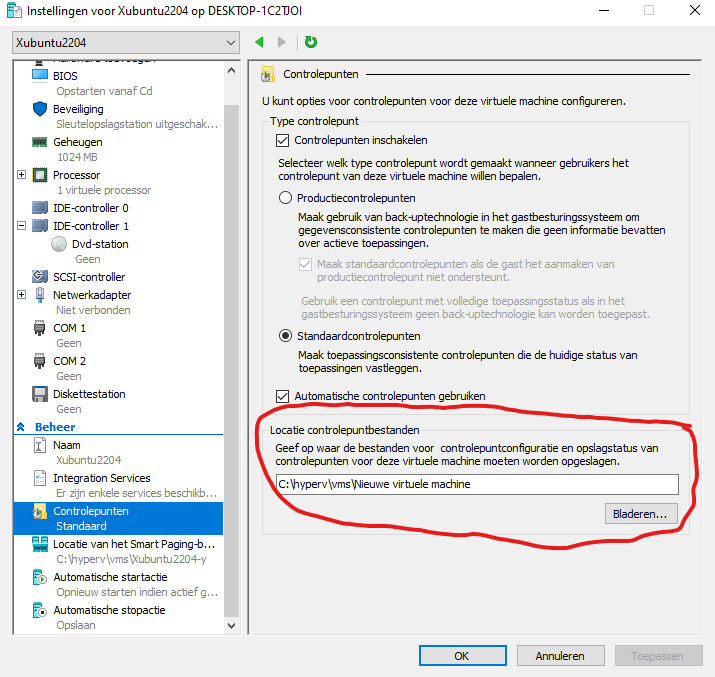 Instellingen voor Xubuntu2204 op DESKTOP-1C2TJOI
Xubuntu2204
BIOS
Opstarten vanaf Cd
Beveiliging
Sleutelopslagstation uitgeschak...
Geheugen
1024 MB
Processor
1 virtuele processor
IDE-controller 0
IDE-controller 1
Dvd-station
Geen
SCSI-controller
Netwerkadapter
Niet verbonden
COM 1
Geen
COM 2
Geen
Diskettestation
Geen
Beheer
Naam
Xubuntu2204
Integration Services
Er zijn enkele services beschikb...
Controlepunten
Standaard
Locatie van het Smart Paging-b...
C:\hyperv\vms\Xubuntu2204-y
Automatische startactie
Opnieuw starten indien actief g...
Automatische stopactie
Opslaan
Controlepunten
U kunt opties voor controlepunten voor deze virtuele machine configureren.
Type controlepunt
Controlepunten inschakelen
Selecteer welk type controlepunt wordt gemaakt wanneer gebruikers het
controlepunt van deze virtuele machine willen bepalen.
Productiecontrolepunten
Maak gebruik van back-uptechnologie in het gastbesturingssysteem om
gegevensconsistente controlepunten te maken die geen informatie bevatten
over actieve toepassingen.
Maak standaardcontrolepunten als de gast het aanmaken van
productiecontrolepunt niet ondersteunt.
Gebruik een controlepunt met volledige toepassingsstatus als in het
gastbesturingssysteem geen back-uptechnologie kan worden toegepast.
Standaardcontrolepunten
Maak toepassingsconsistente controlepunten die de huidige status van
toepassingen vastleggen.
Automatische controlepunten gebruiken
Locatie controlepuntbestanden
Geef op waar de bestanden voor controlepuntconfiguratie en opslagstatus van
controlepunten voor deze virtuele machine moeten worden opgeslagen.
C:\hyperv\vms\Nieuwe virtuele machine
Bladeren...
OK
Annuleren
Toepassen